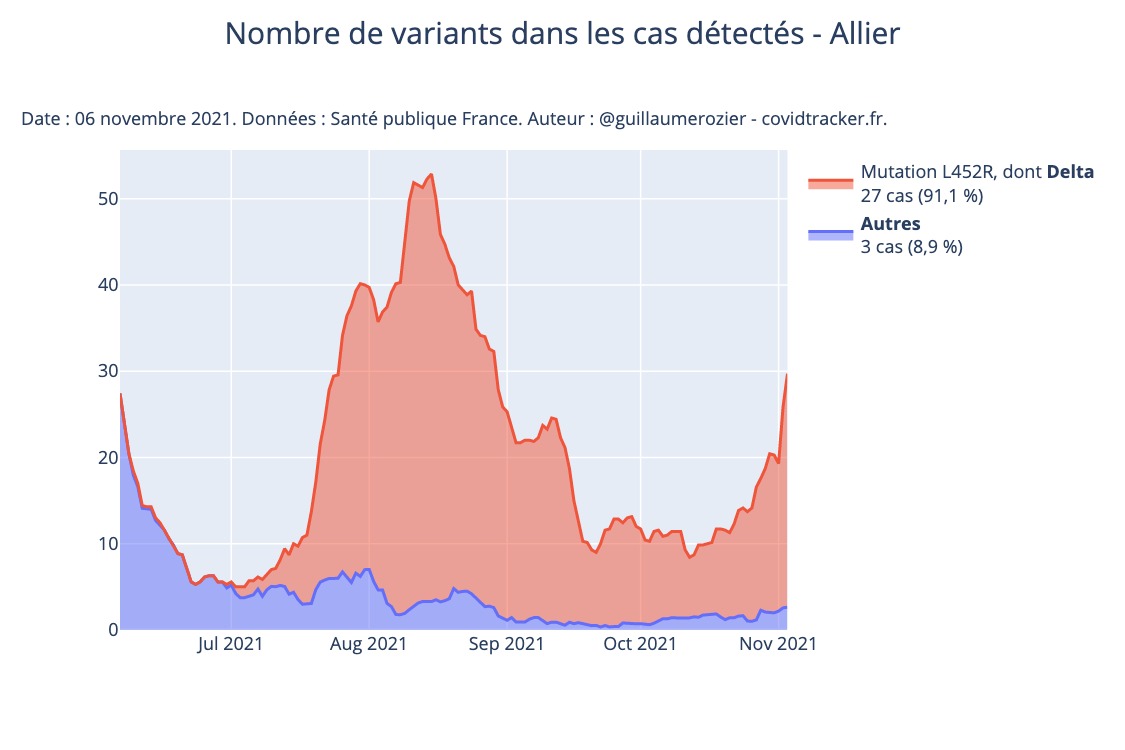 Nombre de variants dans les cas détectés - Allier
Date : 06 novembre 2021. Données : Santé publique France. Auteur : @guillaumerozier - covidtracker.fr.
Mutation L452R, dont Delta
27 cas (91,1 %)
Autres
3 cas (8,9 %)
50
40
30
20
10
0
Jul 2021
Aug 2021
Sep 2021
Oct 2021
Nov 2021